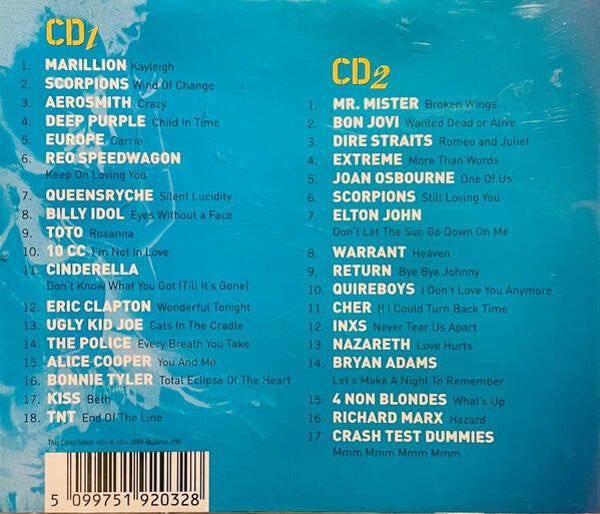 CD1
1. MARILLION Kayleigh
2. SCORPIONS Wind Of Change
3. AEROSMITH Crazy
4. DEEP PURPLE Child In Time
5. EUROPE Carrie
6. REO SPEEDWAGON
Keep On Loving You
7. QUEENSRYCHE Silent Lucidity
8. BILLY IDOL Eyes Without a Face
9. TOTO Rosanna
10. 10 CC I'm Not In Love
11. CINDERELLA
Don't Know What You Got (Till It's Gone)
12. ERIC CLAPTON Wonderful Tonight
13. UGLY KID JOE Cats In The Cradle
14. THE POLICE Every Breath You Take
15. ALICE COOPER You And Me
16. BONNIE TYLER Total Eclipse Of The Heart
17. KISS Beth
18. TNT End Of The Line
This Compilation <p> & <c> 2004
5 099751 920328
CD2
1. MR. MISTER Broken Wings
2. BON JOVI Wanted Dead or Alive
3. DIRE STRAITS Romeo and Juliet
4. EXTREME More Than Words
5. JOAN OSBOURNE One Of Us
6. SCORPIONS Still Loving You
7. ELTON JOHN
Don't Let The Sun Go Down On Me
8. WARRANT Heaven
9. RETURN Bye Bye Johnny
10. QUIREBOYS I Don't Love You Anymore
11. CHER If I Could Turn Back Time
12. INXS Never Tear Us Apart
13. NAZARETH Love Hurts
14. BRYAN ADAMS
Let's Make A Night To Remember
15. 4 NON BLONDES What's Up
16. RICHARD MARX Hazard
17. CRASH TEST DUMMIES
Mmm Mmm Mmm Mmm